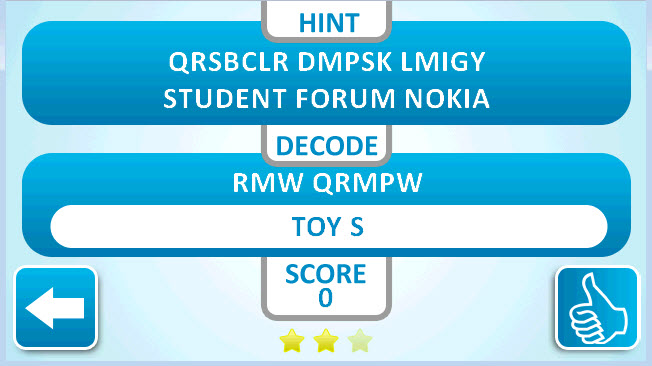 HINT
QRSBCLR DMPSK LMIGY
STUDENT FORUM NOKIA
DECODE
RMW QRMPW
TOY S
SCORE
0